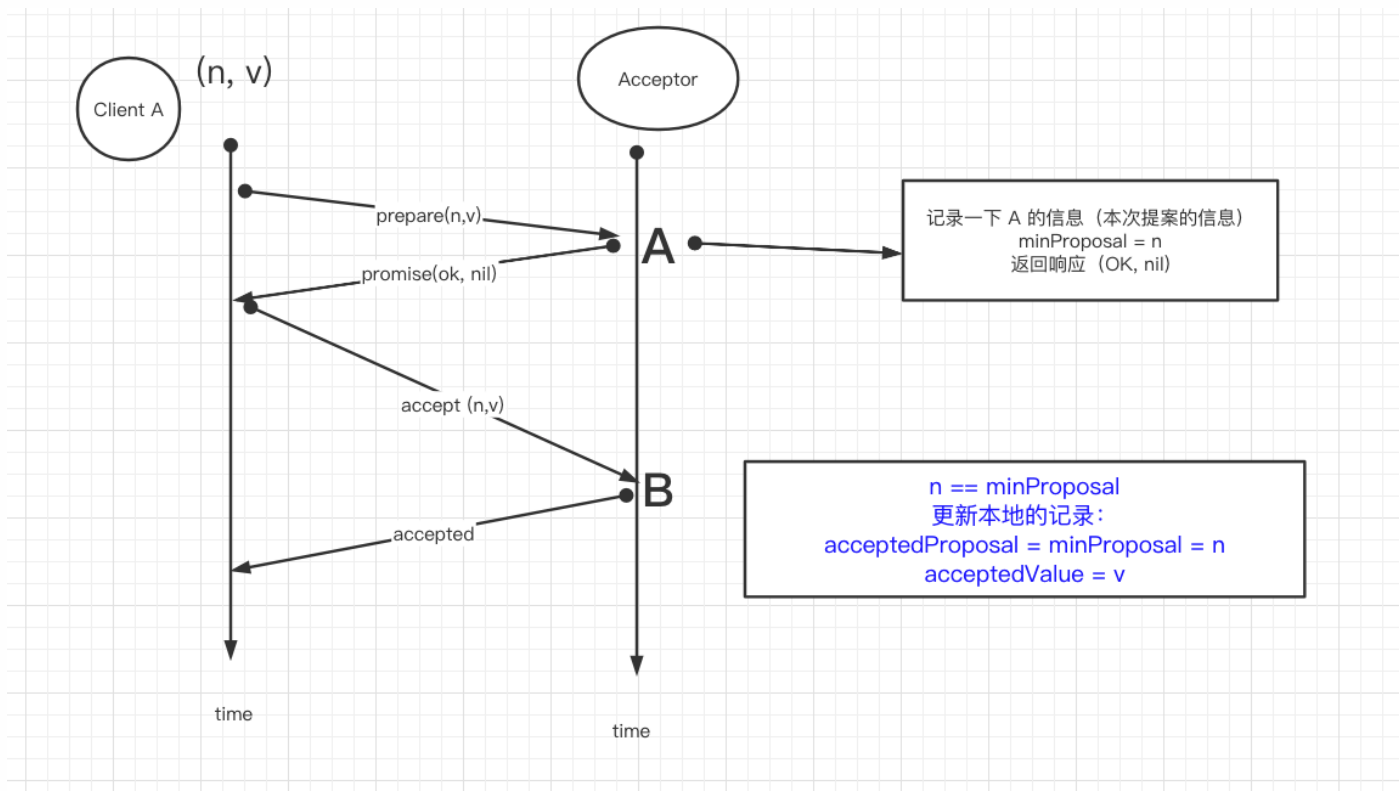 (n, v)
Client A
Acceptor
prepare(n,v)
A
记录一下 A 的信息（本次提案的信息）
minProposal = n
返回响应（OK, nil）
promise(ok, nil)
accept (n,v)
B
n == minProposal
更新本地的记录：
acceptedProposal = minProposal = n
acceptedValue = v
accepted
time
time